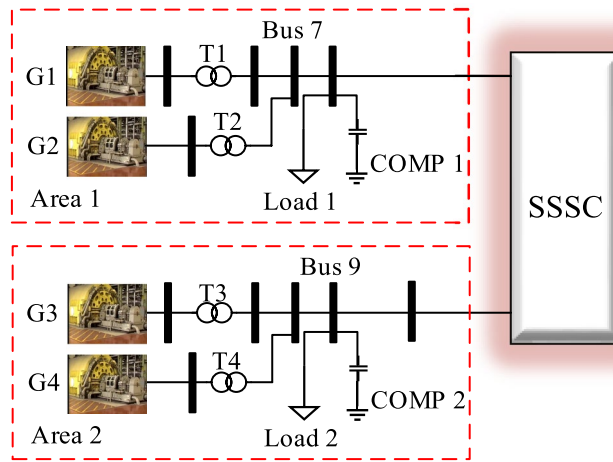 Bus 7
G1
T1
G2
T2
COMP 1
Area 1
Load 1
SSSC
Bus 9
G3
T3
G4
T4
COMP 2
Area 2
Load 2